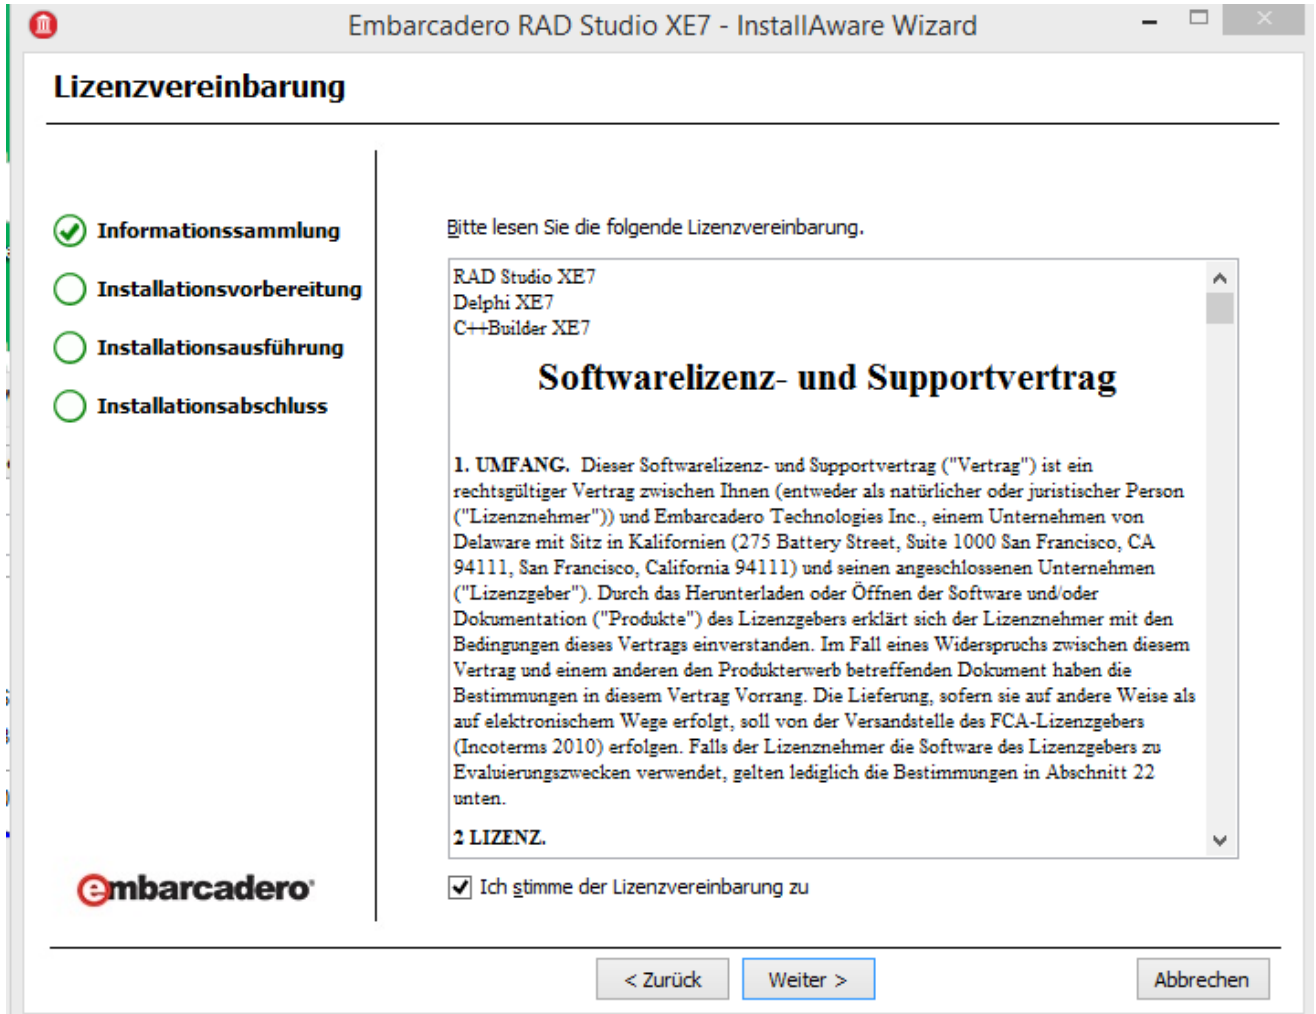 Embarcadero RAD Studio XE7 - InstallAware Wizard
Lizenzvereinbarung
Informationssammlung
Installationsvorbereitung
Installationsausführung
Installationsabschluss
Bitte lesen Sie die folgende Lizenzvereinbarung.
RAD Studio XE7
Delphi XE7
C++Builder XE7
Softwarelizenz- und Supportvertrag
1. UMFANG. Dieser Softwarelizenz- und Supportvertrag ("Vertrag") ist ein
rechtsgültiger Vertrag zwischen Ihnen (entweder als natürlicher oder juristischer Person
("Lizenznehmer")) und Embarcadero Technologies Inc., einem Unternehmen von
Delaware mit Sitz in Kalifornien (275 Battery Street, Suite 1000 San Francisco, CA
94111, San Francisco, California 94111) und seinen angeschlossenen Unternehmen
("Lizenzgeber"). Durch das Herunterladen oder Öffnen der Software und/oder
Dokumentation ("Produkte") des Lizenzgebers erklärt sich der Lizenznehmer mit den
Bedingungen dieses Vertrags einverstanden. Im Fall eines Widerspruchs zwischen diesem
Vertrag und einem anderen den Produkterwerb betreffenden Dokument haben die
Bestimmungen in diesem Vertrag Vorrang. Die Lieferung, sofern sie auf andere Weise als
auf elektronischem Wege erfolgt, soll von der Versandstelle des FCA-Lizenzgebers
(Incoterms 2010) erfolgen. Falls der Lizenznehmer die Software des Lizenzgebers zu
Evaluierungszwecken verwendet, gelten lediglich die Bestimmungen in Abschnitt 22
unten.
2 LIZENZ.
embarcadero
Ich stimme der Lizenzvereinbarung zu
< Zurück
Weiter >
Abbrechen